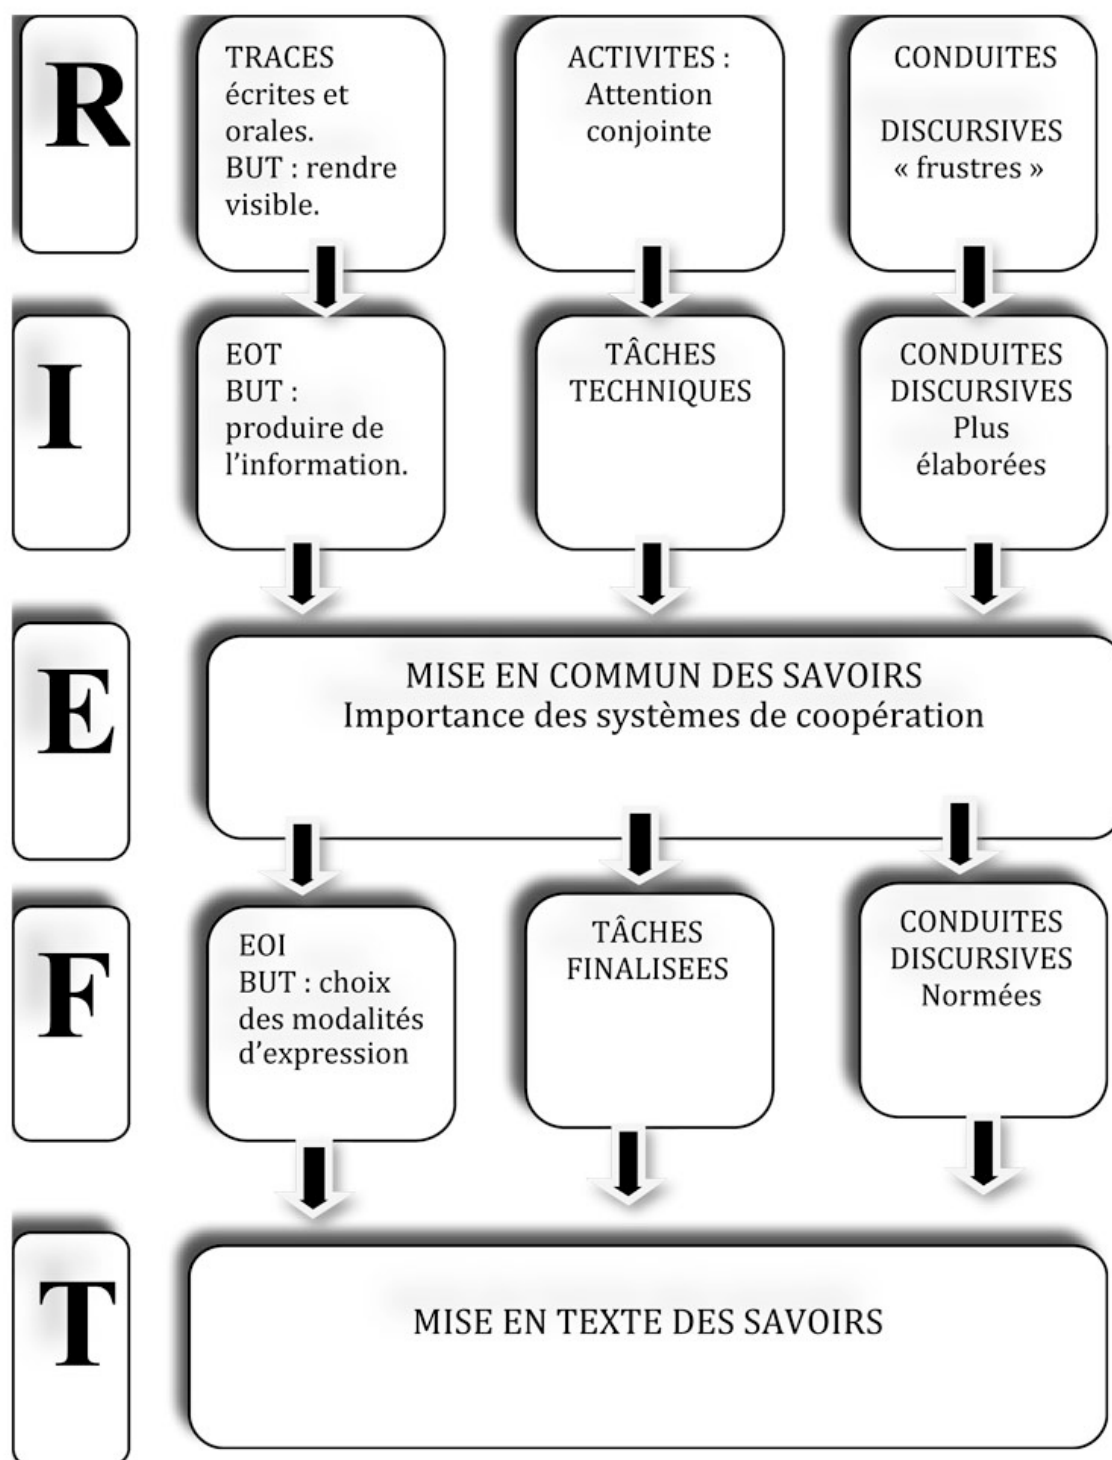 R
TRACES
écrites et
orales.
BUT : rendre
visible.
ACTIVITES :
Attention
conjointe
CONDUITES
DISCURSIVES
« frustres »
I
EOT
BUT :
produire de
l’information.
TÂCHES
TECHNIQUES
CONDUITES
DISCURSIVES
Plus
élaborées
E
MISE EN COMMUN DES SAVOIRS
Importance des systèmes de coopération
F
EOI
BUT : choix
des modalités
d’expression
TÂCHES
FINALISEES
CONDUITES
DISCURSIVES
Normées
T
MISE EN TEXTE DES SAVOIRS